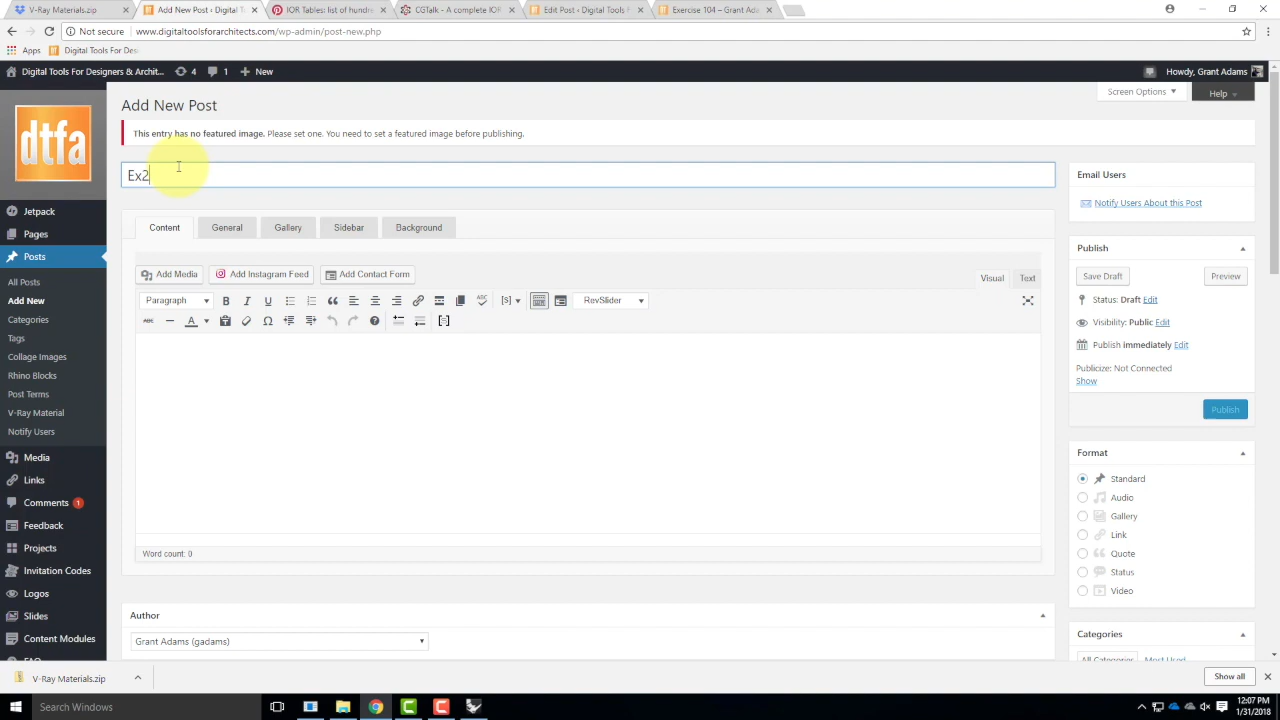 V-Ray Materials.zip
Add New Post ‹ Digital T
IOR Tables: list of hundre
CGTalk - A complete IOR
Edit Post ‹ Digital Tools F
Exercise 104 – Grant Ada
Not secure | www.digitaltoolsforarchitects.com/wp-admin/post-new.php
Apps Digital Tools For Des
Digital Tools For Designers & Archit... 4 1 New Howdy, Grant Adams
dtfa
Add New Post Screen Options Help
This entry has no featured image. Please set one. You need to set a featured image before publishing.
Ex2
Content General Gallery Sidebar Background
Add Media Add Instagram Feed Add Contact Form Visual Text
Paragraph RevSlider
Word count: 0
Author
Grant Adams (gadams)
Jetpack
Pages
Posts
All Posts
Add New
Categories
Tags
Collage Images
Rhino Blocks
Post Terms
V-Ray Material
Notify Users
Media
Links
Comments 1
Feedback
Projects
Invitation Codes
Logos
Slides
Content Modules
FAQ
Email Users
Notify Users About this Post
Publish
Save Draft Preview
Status: Draft Edit
Visibility: Public Edit
Publish immediately Edit
Publicize: Not Connected
Show
Publish
Format
Standard
Audio
Gallery
Link
Quote
Status
Video
Categories
All Categories Most Used
V-Ray Materials.zip Show all
Search Windows
12:07 PM
1/31/2018